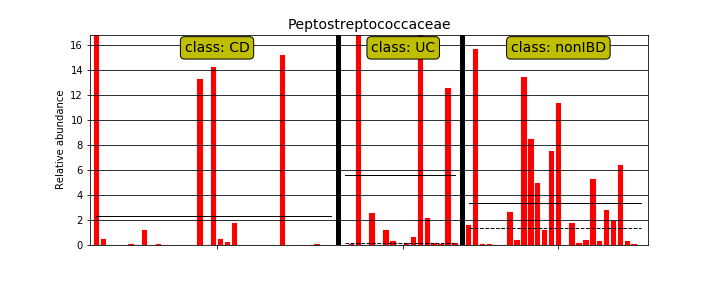 Peptostreptococcaceae
class: CD
class: UC
class: nonIBD
Relative abundance
16
14
12
10
8
6
4
2
0